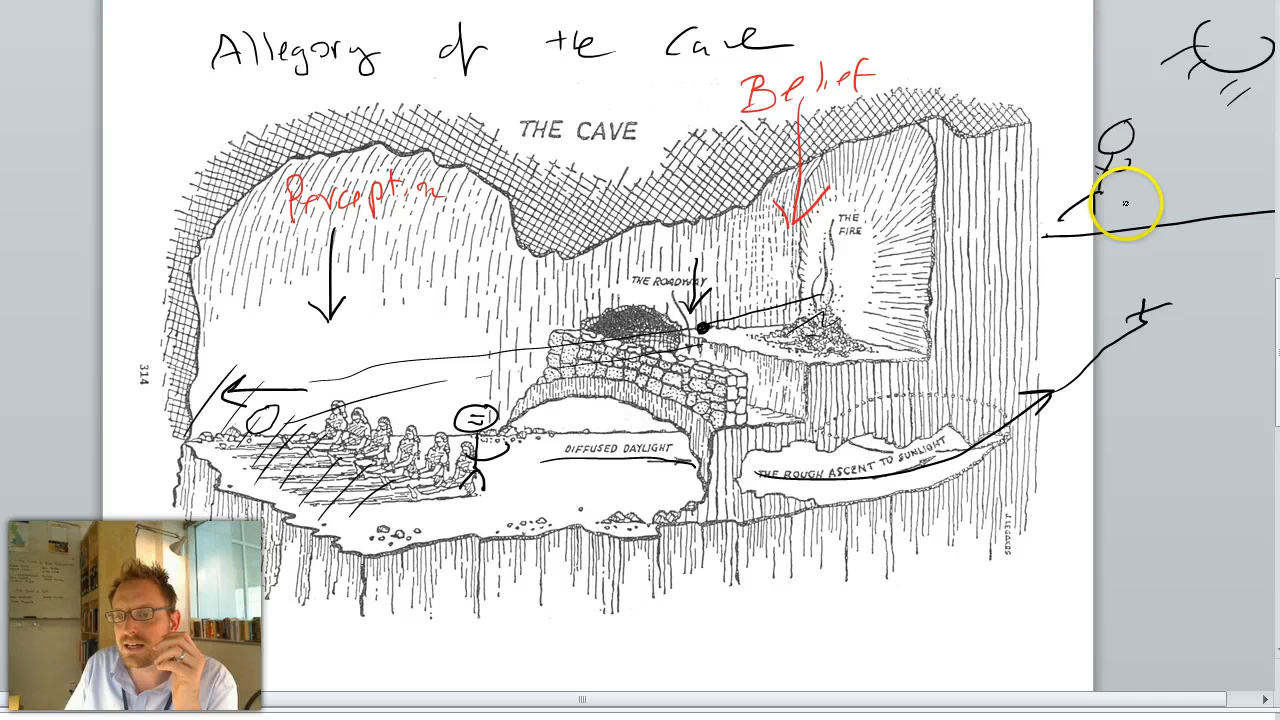 Allegory of the Cave
Belief
THE CAVE
Perception
THE
FIRE
THE ROADWAY
314
DIFFUSED DAYLIGHT
THE ROUGH ASCENT TO SUNLIGHT